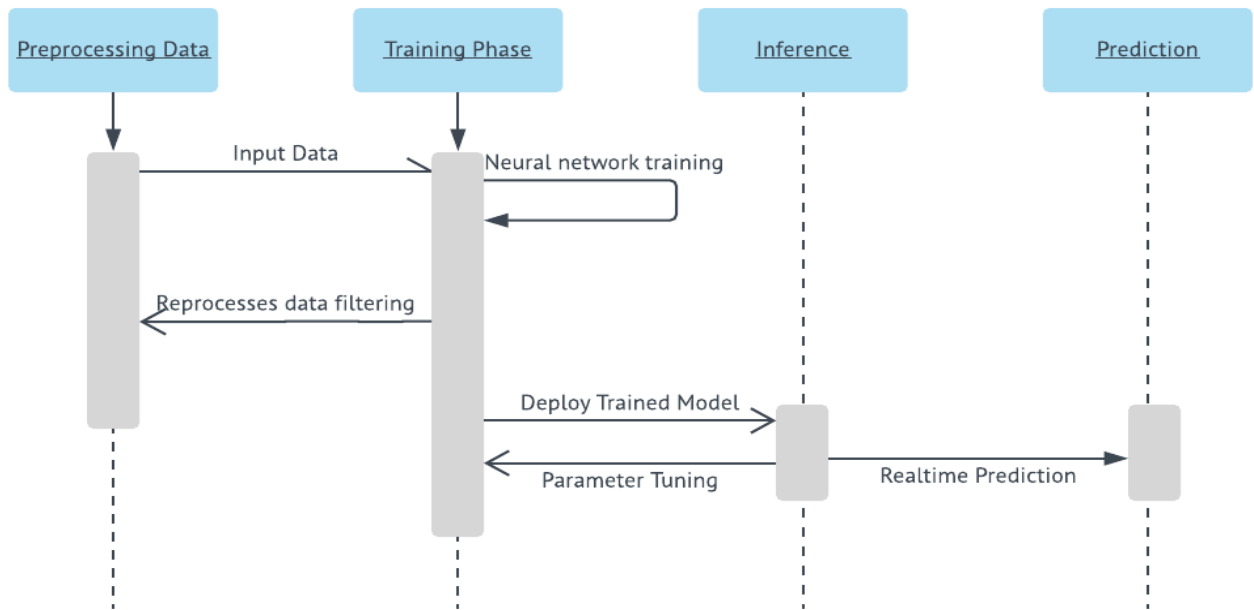 Preprocessing Data
Training Phase
Inference
Prediction
Input Data
Neural network training
Reprocesses data filtering
Deploy Trained Model
Parameter Tuning
Realtime Prediction